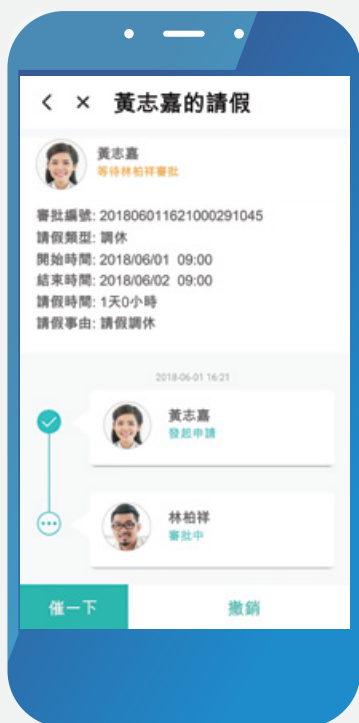 黃志嘉的請假
黃志嘉
等待林柏祥審批
審批編號: 201806011621000291045
請假類型: 調休
開始時間: 2018/06/01 09:00
結束時間: 2018/06/02 09:00
請假時間: 1天0小時
請假事由: 請假調休
2018-06-01 16:21
黃志嘉
發起申請
林柏祥
審批中
催一下
撤銷